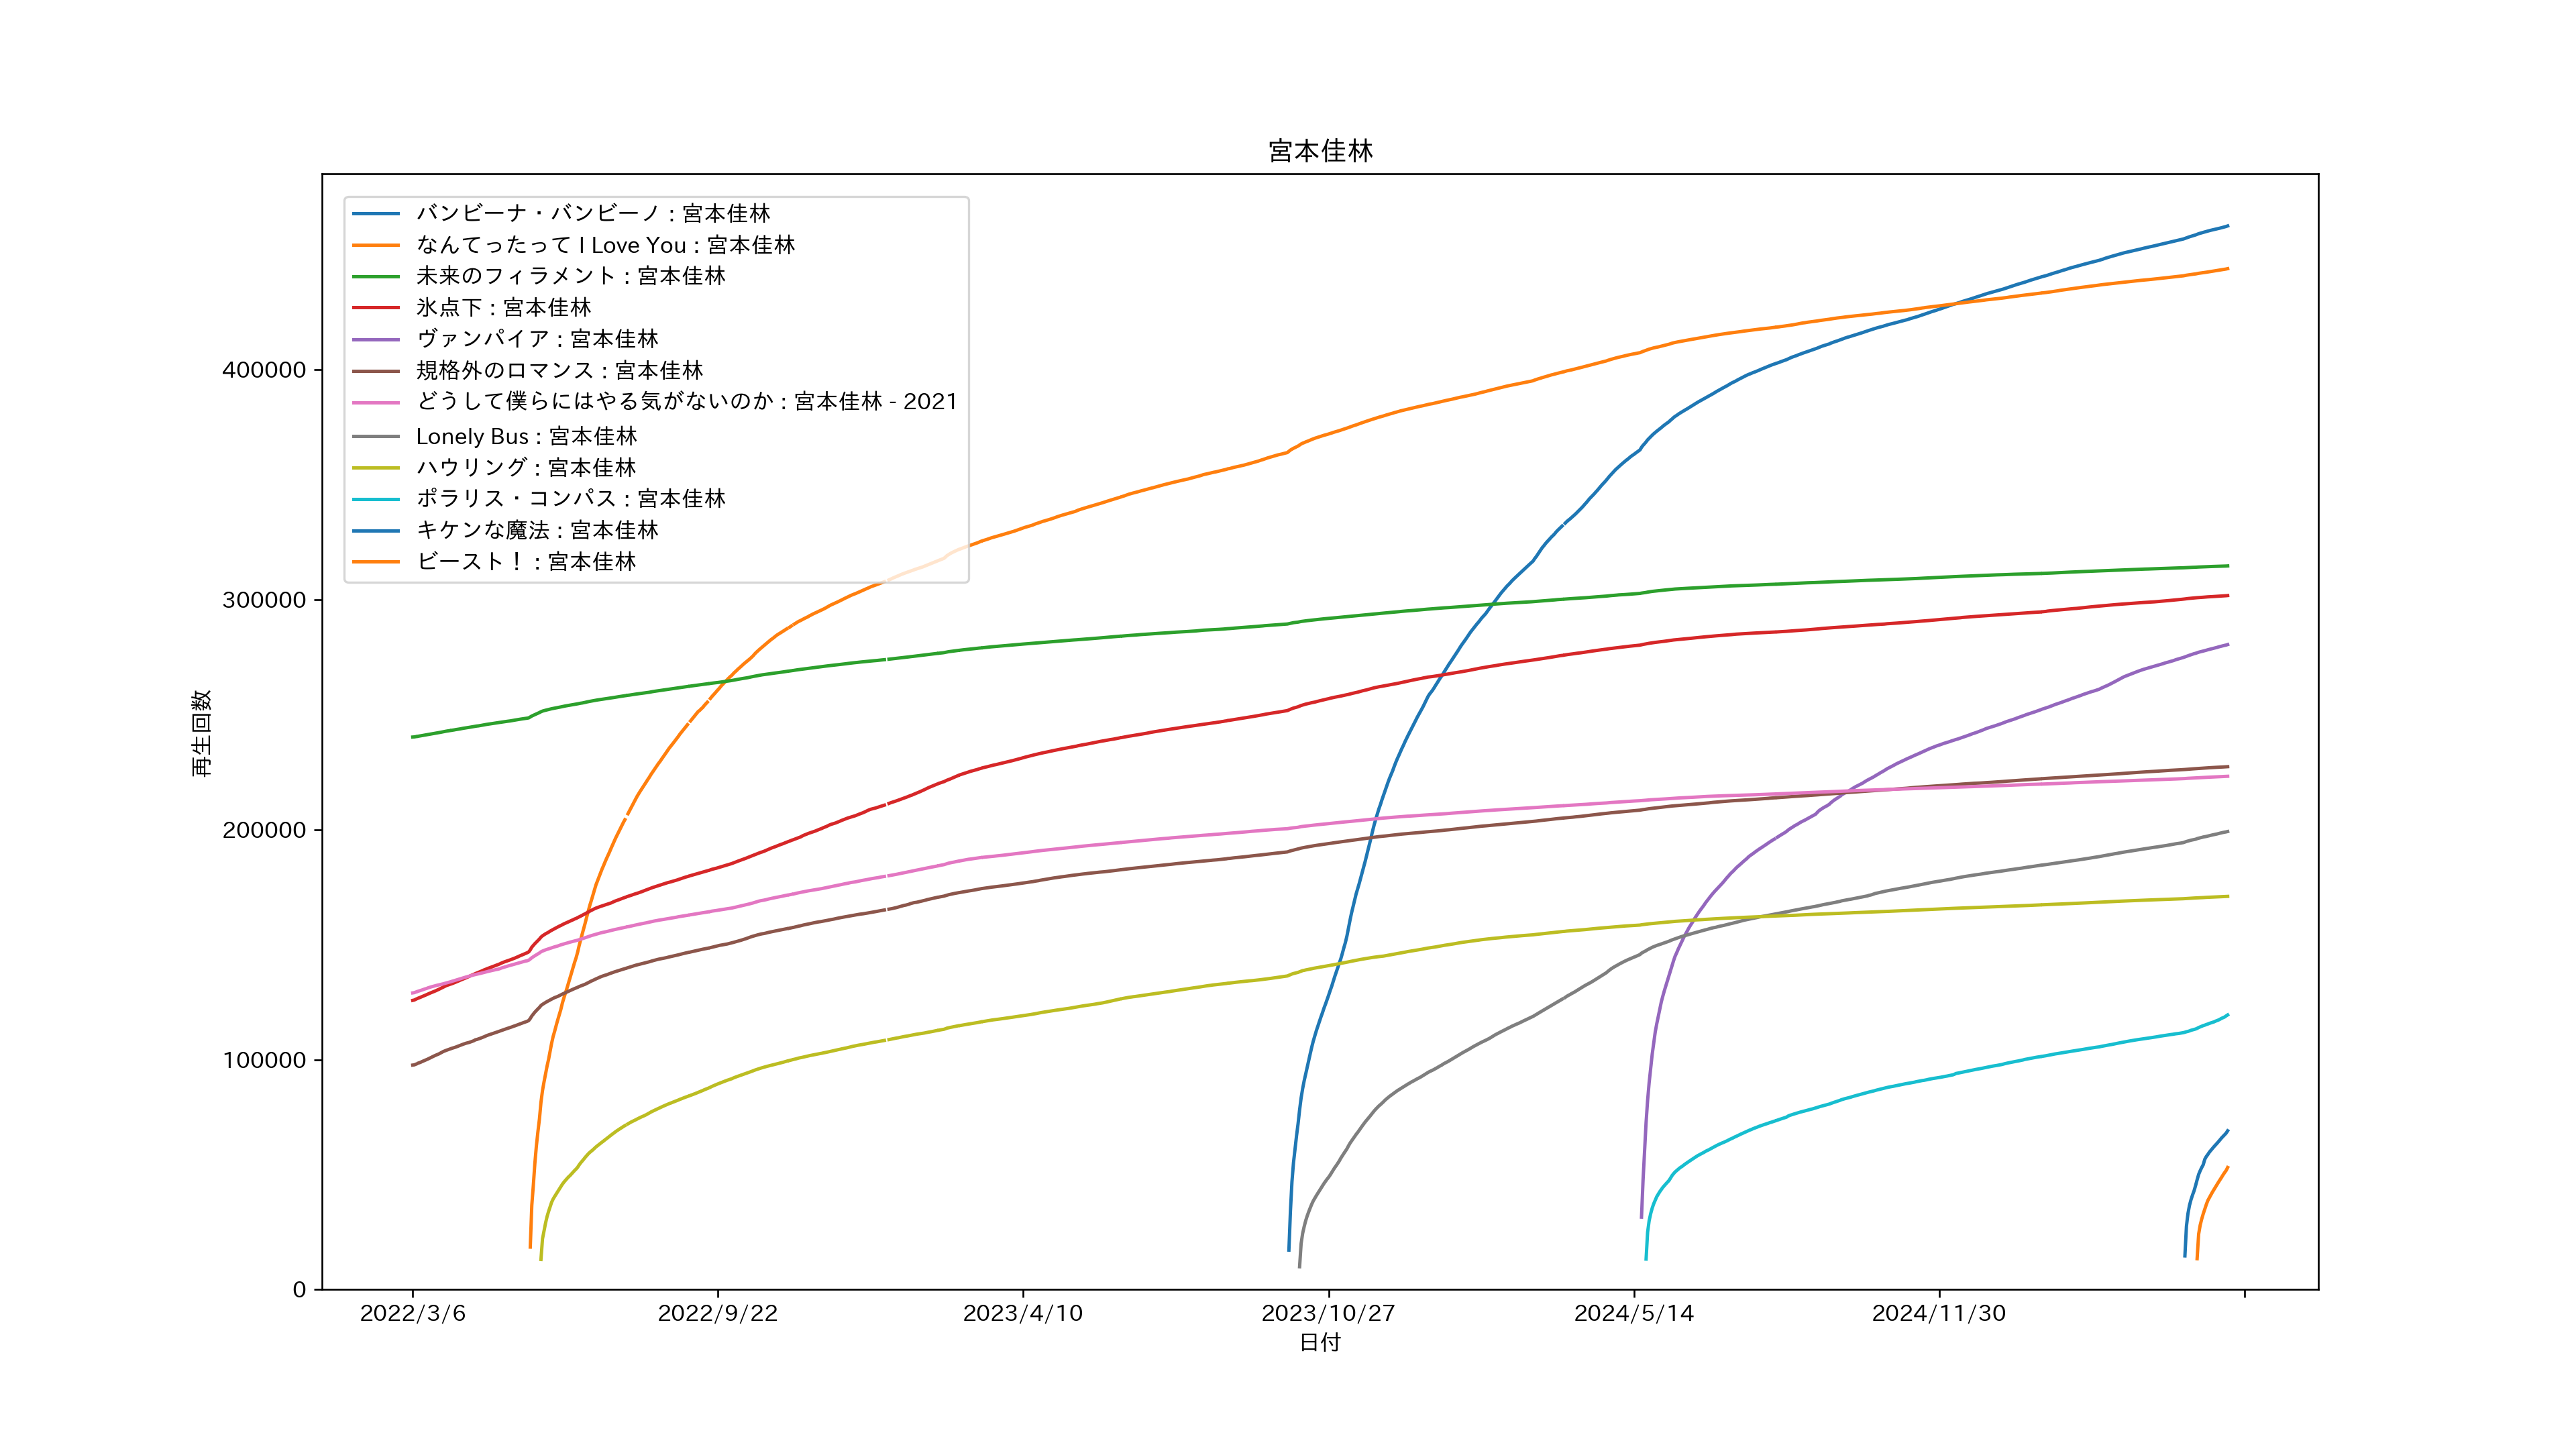 宮本佳林
バンビーナ・バンビーノ : 宮本佳林
なんてったって I Love You : 宮本佳林
未来のフィラメント : 宮本佳林
氷点下 : 宮本佳林
ヴァンパイア : 宮本佳林
規格外のロマンス : 宮本佳林
どうして僕らにはやる気がないのか : 宮本佳林 - 2021
Lonely Bus : 宮本佳林
ハウリング : 宮本佳林
ポラリス・コンパス : 宮本佳林
キケンな魔法 : 宮本佳林
ビースト！ : 宮本佳林
400000
300000
200000
100000
0
再生回数
2022/3/6 2022/9/22 2023/4/10 2023/10/27 2024/5/14 2024/11/30
日付